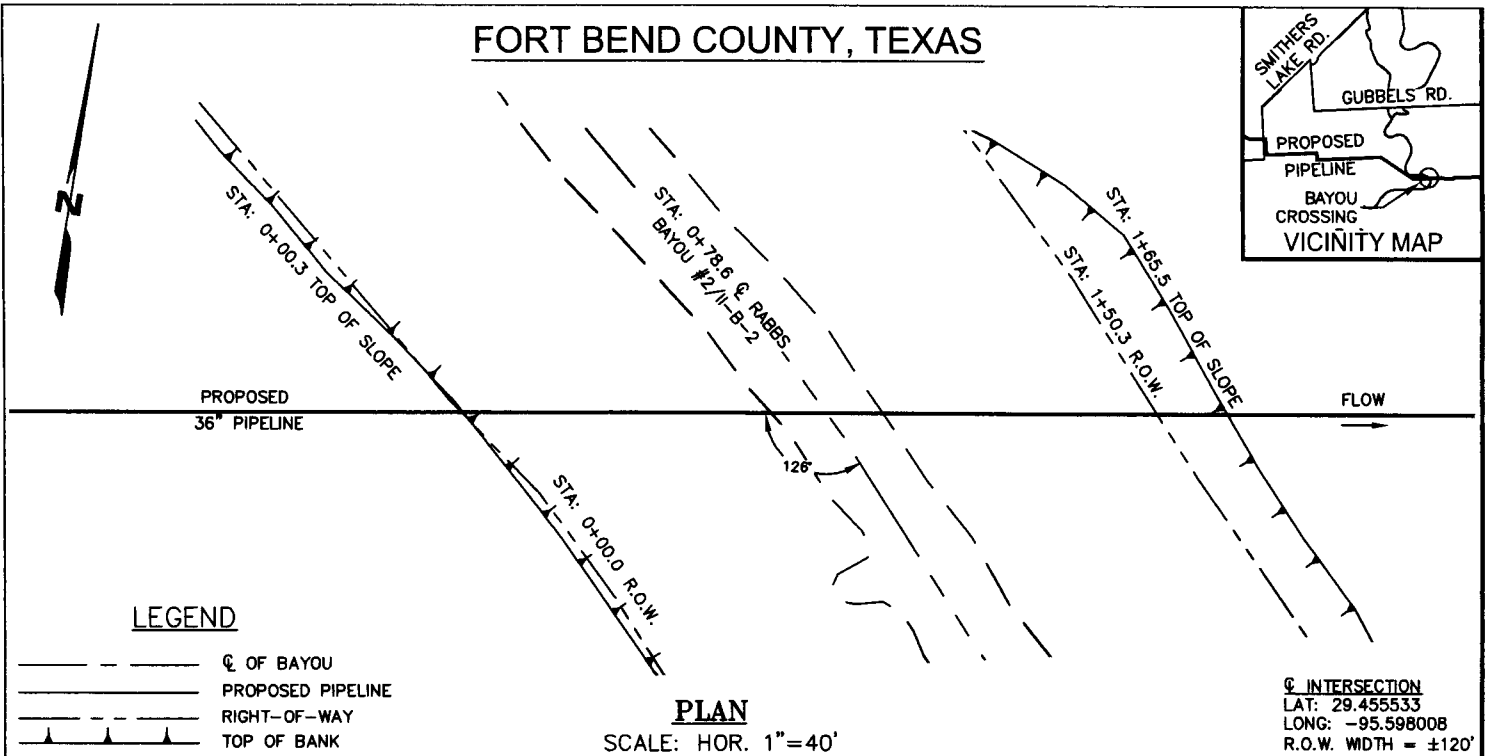 FORT BEND COUNTY, TEXAS
N
SMITHERS
LAKE RD.
GUBBELS RD.
PROPOSED
PIPELINE
BAYOU
CROSSING
VICINITY MAP
STA: 0+00.3 TOP OF SLOPE
STA: 0+78.6 ℄ RABBS
BAYOU #2/II-B-2
STA: 1+65.5 TOP OF SLOPE
STA: 1+50.3 R.O.W.
PROPOSED
36" PIPELINE
FLOW
126°
STA: 0+00.0 R.O.W.
LEGEND
℄ OF BAYOU
PROPOSED PIPELINE
RIGHT-OF-WAY
TOP OF BANK
PLAN
SCALE: HOR. 1"=40'
℄ INTERSECTION
LAT: 29.455533
LONG: -95.598008
R.O.W. WIDTH = ±120'